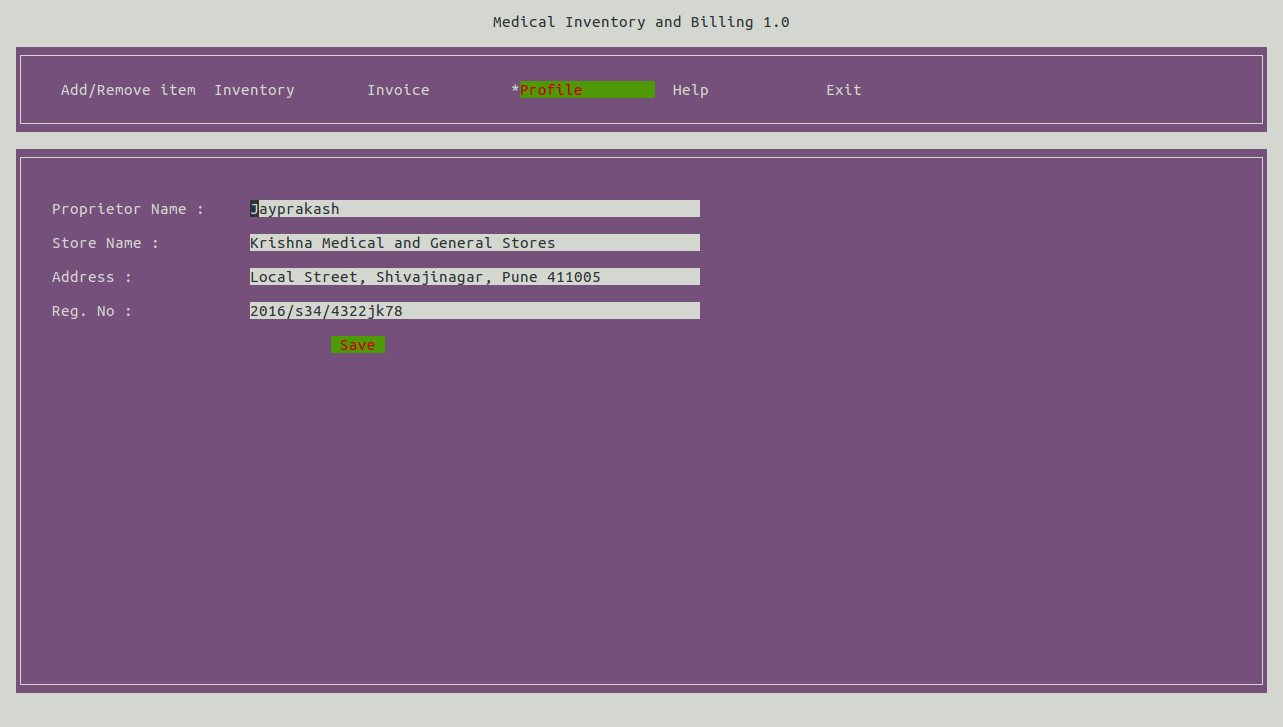 Medical Inventory and Billing 1.0
Add/Remove item Inventory Invoice *Profile Help Exit
Proprietor Name : Jayprakash
Store Name : Krishna Medical and General Stores
Address : Local Street, Shivajinagar, Pune 411005
Reg. No : 2016/s34/4322jk78
Save